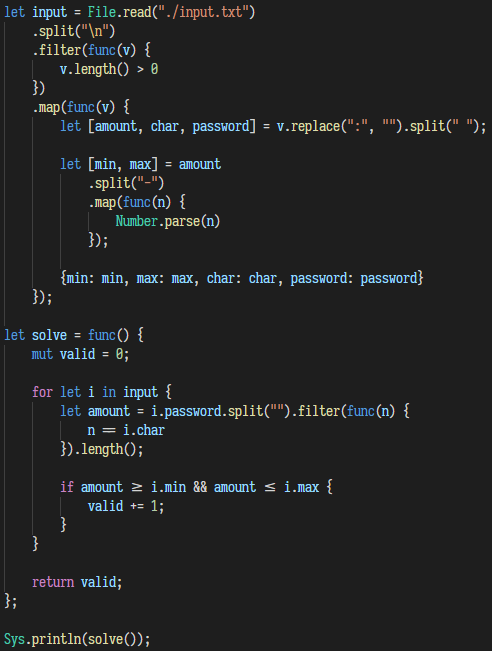 let input = File.read("./input.txt")
    .split("\n")
    .filter(func(v) {
        v.length() > 0
    })
    .map(func(v) {
        let [amount, char, password] = v.replace(":", "").split(" ");

        let [min, max] = amount
            .split("-")
            .map(func(n) {
                Number.parse(n)
            });

        {min: min, max: max, char: char, password: password}
    });

let solve = func() {
    mut valid = 0;

    for let i in input {
        let amount = i.password.split("").filter(func(n) {
            n == i.char
        }).length();

        if amount ≥ i.min && amount ≤ i.max {
            valid += 1;
        }
    }

    return valid;
};

Sys.println(solve());